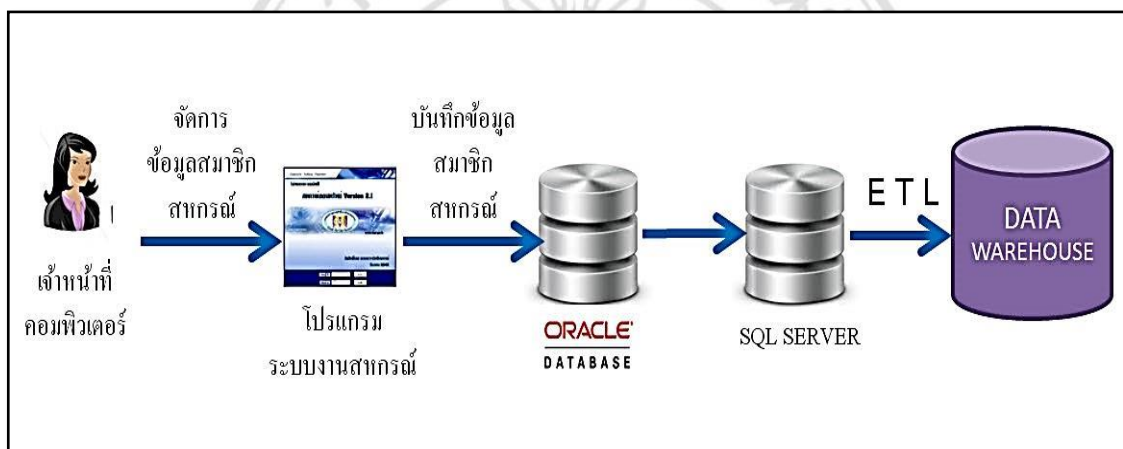 จัดการ
ข้อมูลสมาชิก
สหกรณ์
เจ้าหน้าที่
คอมพิวเตอร์
โปรแกรม
ระบบงานสหกรณ์
บันทึกข้อมูล
สมาชิก
สหกรณ์
ORACLE
DATABASE
SQL SERVER
ETL
DATA
WAREHOUSE